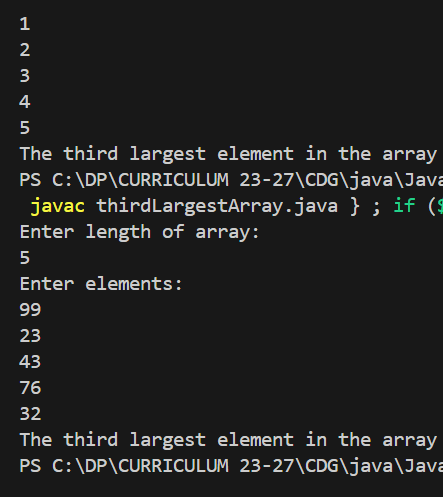 1
2
3
4
5
The third largest element in the array
PS C:\DP\CURRICULUM 23-27\CDG\java\Java
javac thirdLargestArray.java } ; if ($
Enter length of array:
5
Enter elements:
99
23
43
76
32
The third largest element in the array
PS C:\DP\CURRICULUM 23-27\CDG\java\Java